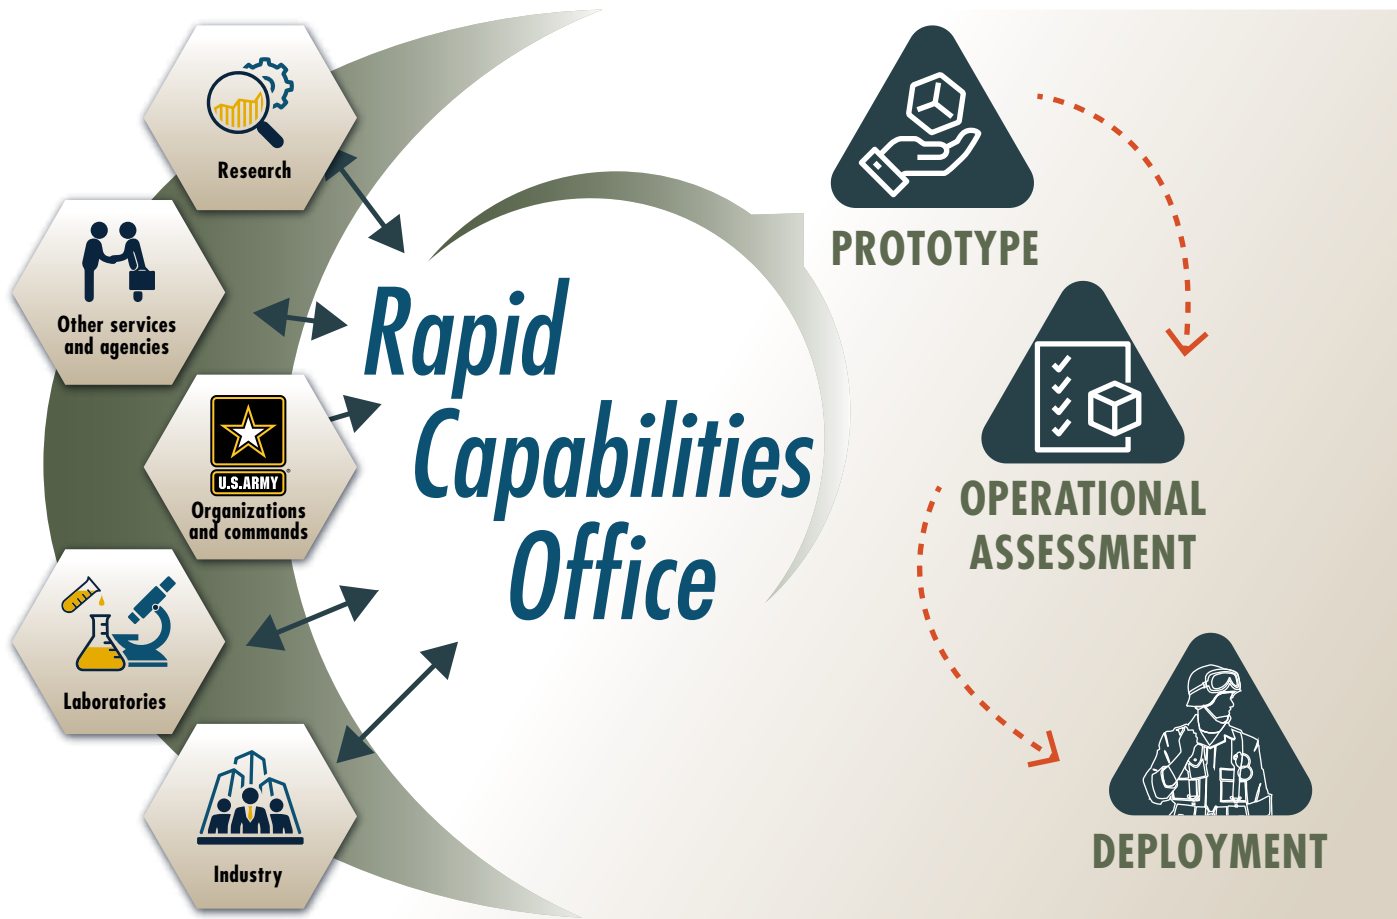 Research
Other services
and agencies
U.S.ARMY
Organizations
and commands
Laboratories
Industry
Rapid
Capabilities
Office
PROTOTYPE
OPERATIONAL
ASSESSMENT
DEPLOYMENT